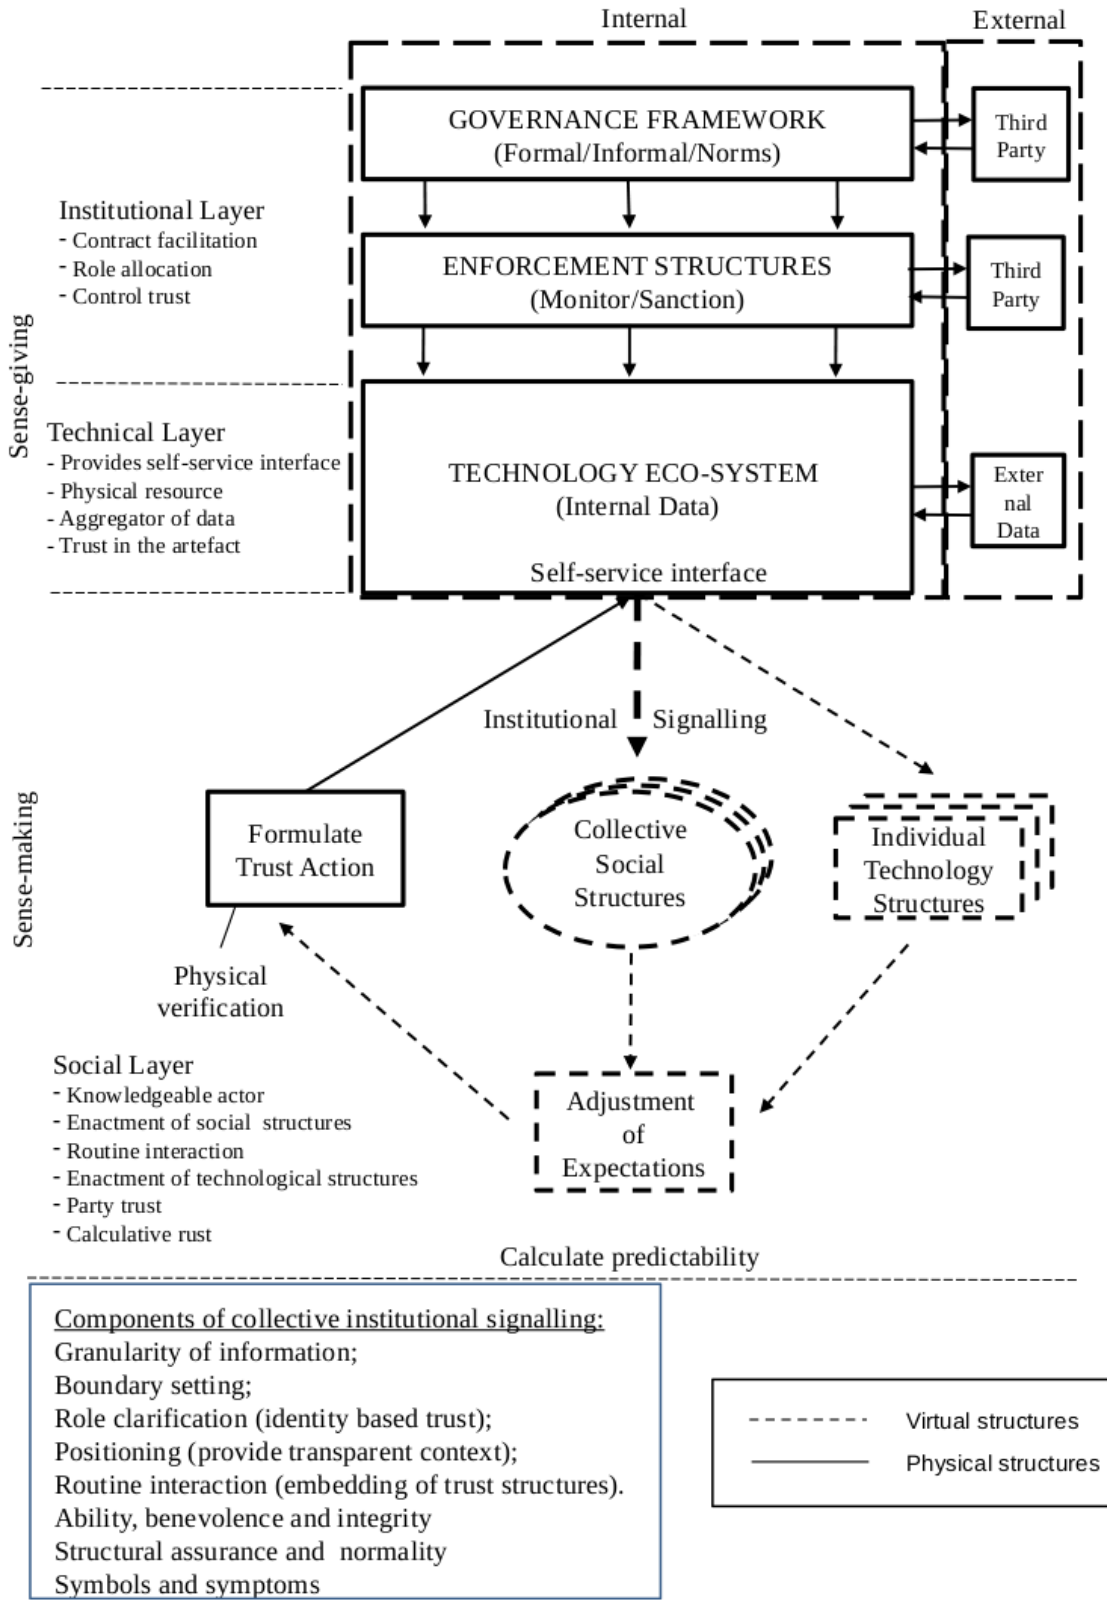 Internal
External
GOVERNANCE FRAMEWORK
(Formal/Informal/Norms)
Third
Party
Institutional Layer
- Contract facilitation
- Role allocation
- Control trust
ENFORCEMENT STRUCTURES
(Monitor/Sanction)
Third
Party
Sense-giving
Technical Layer
- Provides self-service interface
- Physical resource
- Aggregator of data
- Trust in the artefact
TECHNOLOGY ECO-SYSTEM
(Internal Data)
Self-service interface
Exter
nal
Data
Institutional Signalling
Sense-making
Formulate
Trust Action
Collective
Social
Structures
Individual
Technology
Structures
Physical
verification
Social Layer
- Knowledgeable actor
- Enactment of social structures
- Routine interaction
- Enactment of technological structures
- Party trust
- Calculative rust
Adjustment
of
Expectations
Calculate predictability
Components of collective institutional signalling:
Granularity of information;
Boundary setting;
Role clarification (identity based trust);
Positioning (provide transparent context);
Routine interaction (embedding of trust structures).
Ability, benevolence and integrity
Structural assurance and normality
Symbols and symptoms
Virtual structures
Physical structures